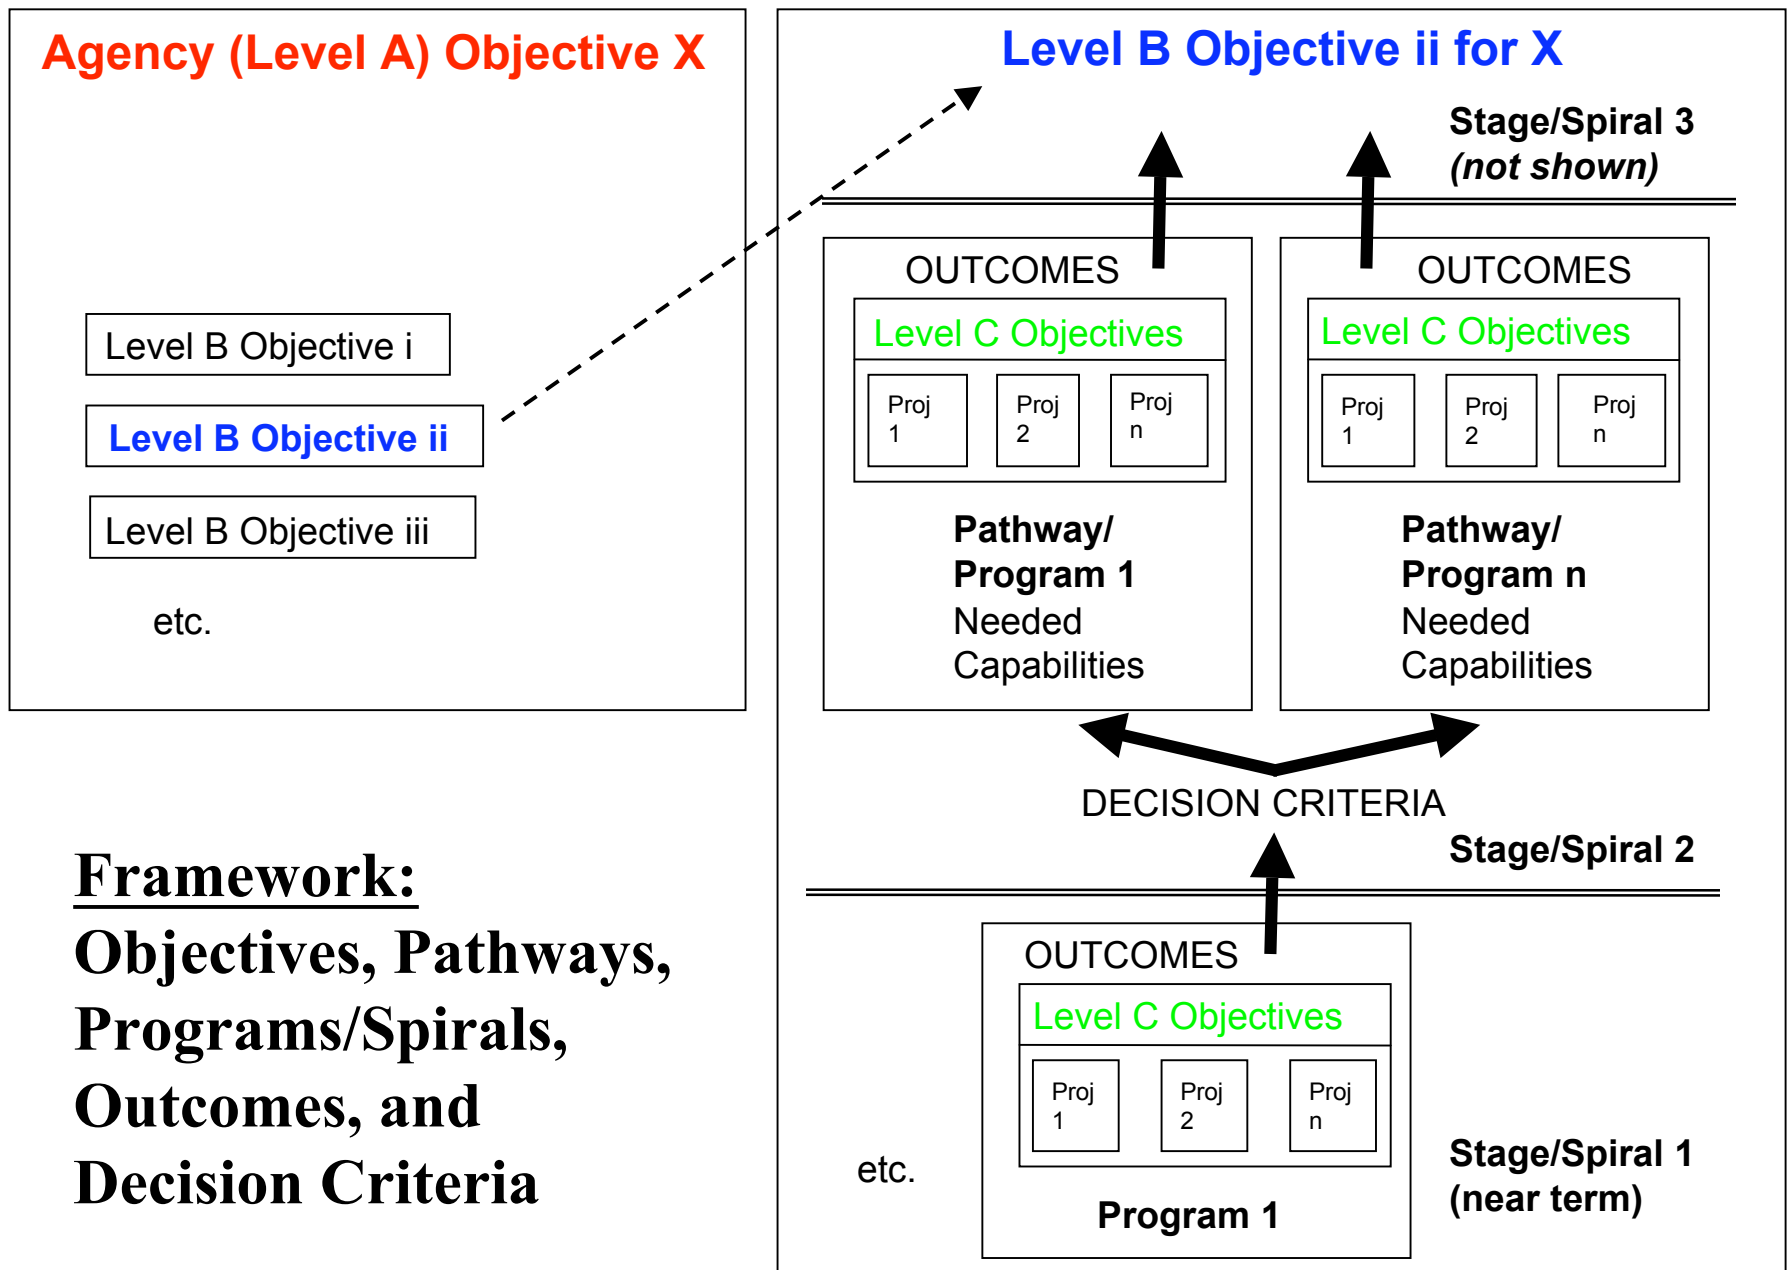 Agency (Level A) Objective X
Level B Objective i
Level B Objective ii
Level B Objective iii
etc.
Framework:
Objectives, Pathways,
Programs/Spirals,
Outcomes, and
Decision Criteria
Level B Objective ii for X
Stage/Spiral 3
(not shown)
OUTCOMES
Level C Objectives
Proj
1
Proj
2
Proj
n
Pathway/
Program 1
Needed
Capabilities
OUTCOMES
Level C Objectives
Proj
1
Proj
2
Proj
n
Pathway/
Program n
Needed
Capabilities
DECISION CRITERIA
Stage/Spiral 2
OUTCOMES
Level C Objectives
Proj
1
Proj
2
Proj
n
Program 1
etc.
Stage/Spiral 1
(near term)